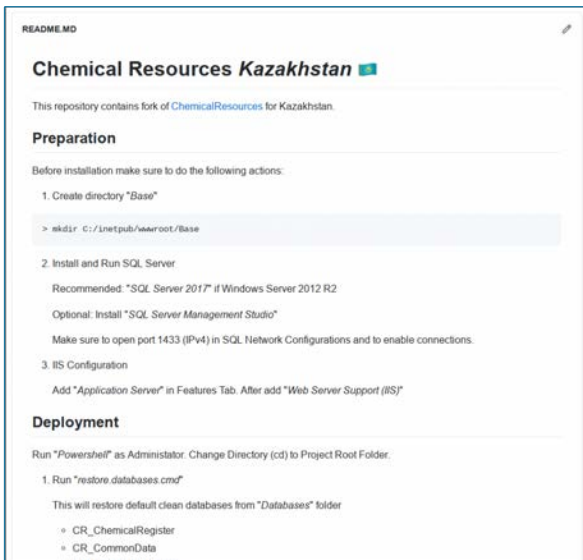 README.MD
Chemical Resources Kazakhstan
This repository contains fork of ChemicalResources for Kazakhstan.
Preparation
Before installation make sure to do the following actions:
1. Create directory "Base"
> mkdir C:/inetpub/wwwroot/Base
2. Install and Run SQL Server
Recommended: "SQL Server 2017" if Windows Server 2012 R2
Optional: Install "SQL Server Management Studio"
Make sure to open port 1433 (IPv4) in SQL Network Configurations and to enable connections.
3. IIS Configuration
Add "Application Server" in Features Tab. After add "Web Server Support (IIS)"
Deployment
Run "Powershell" as Administator. Change Directory (cd) to Project Root Folder.
1. Run "restore.databases.cmd"
This will restore default clean databases from "Databases" folder
CR_ChemicalRegister
CR_CommonData